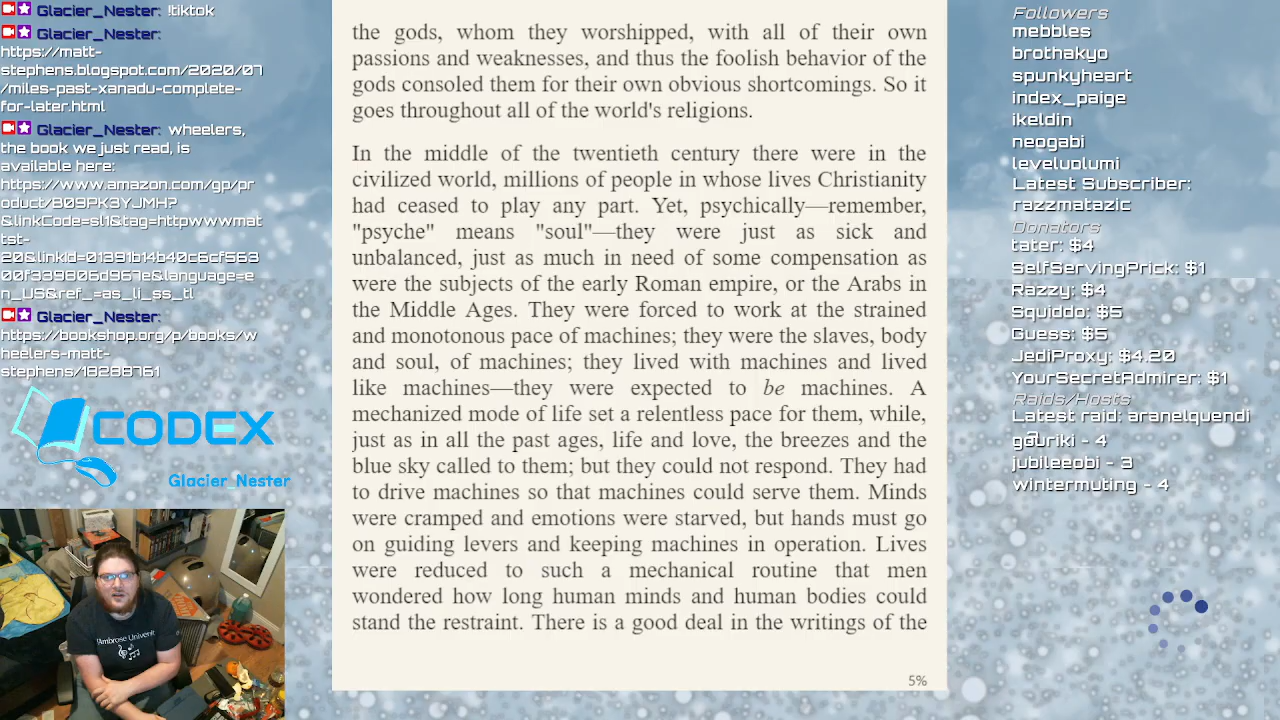 Glacier_Nester: !tiktok
Glacier_Nester:
https://matt-
stephens.blogspot.com/2020/07
/miles-past-xanadu-complete-
for-later.html
Glacier_Nester: wheelers,
the book we just read, is
available here:
https://www.amazon.com/gp/pr
oduct/B09PK3YJMH?
&linkCode=sl1&tag=httpwwwmat
tst-
20&linkId=01391b14b40c6cf563
00f339806d967e&language=e
n_US&ref_=as_li_ss_tl
Glacier_Nester:
https://bookshop.org/p/books/w
heelers-matt-
stephens/18288761
CODEX
Glacier_Nester
Ambrose Universi
the gods, whom they worshipped, with all of their own
passions and weaknesses, and thus the foolish behavior of the
gods consoled them for their own obvious shortcomings. So it
goes throughout all of the world's religions.
In the middle of the twentieth century there were in the
civilized world, millions of people in whose lives Christianity
had ceased to play any part. Yet, psychically—remember,
"psyche" means "soul"—they were just as sick and
unbalanced, just as much in need of some compensation as
were the subjects of the early Roman empire, or the Arabs in
the Middle Ages. They were forced to work at the strained
and monotonous pace of machines; they were the slaves, body
and soul, of machines; they lived with machines and lived
like machines—they were expected to be machines. A
mechanized mode of life set a relentless pace for them, while,
just as in all the past ages, life and love, the breezes and the
blue sky called to them; but they could not respond. They had
to drive machines so that machines could serve them. Minds
were cramped and emotions were starved, but hands must go
on guiding levers and keeping machines in operation. Lives
were reduced to such a mechanical routine that men
wondered how long human minds and human bodies could
stand the restraint. There is a good deal in the writings of the
5%
Followers
mebbles
brothakyo
spunkyheart
index_paige
ikeldin
neogabi
leveluolumi
Latest Subscriber:
razzmatazic
Donators
tater: $4
SelfServingPrick: $1
Razzy: $4
Squiddo: $5
Guess: $5
JediProxy: $4.20
YourSecretAdmirer: $1
Raids/Hosts
Latest raid: aranelquendi
gauriki - 4
jubileeobi - 3
wintermuting - 4